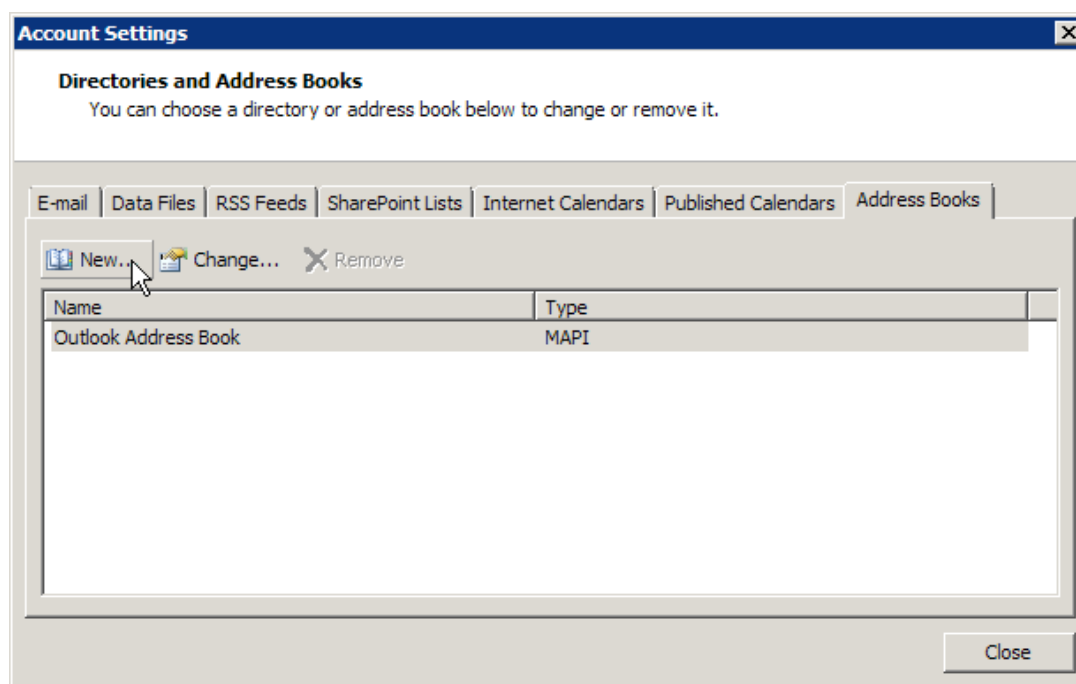 Account Settings
Directories and Address Books
You can choose a directory or address book below to change or remove it.
E-mail Data Files RSS Feeds SharePoint Lists Internet Calendars Published Calendars Address Books
New... Change... Remove
Name Type
Outlook Address Book MAPI
Close